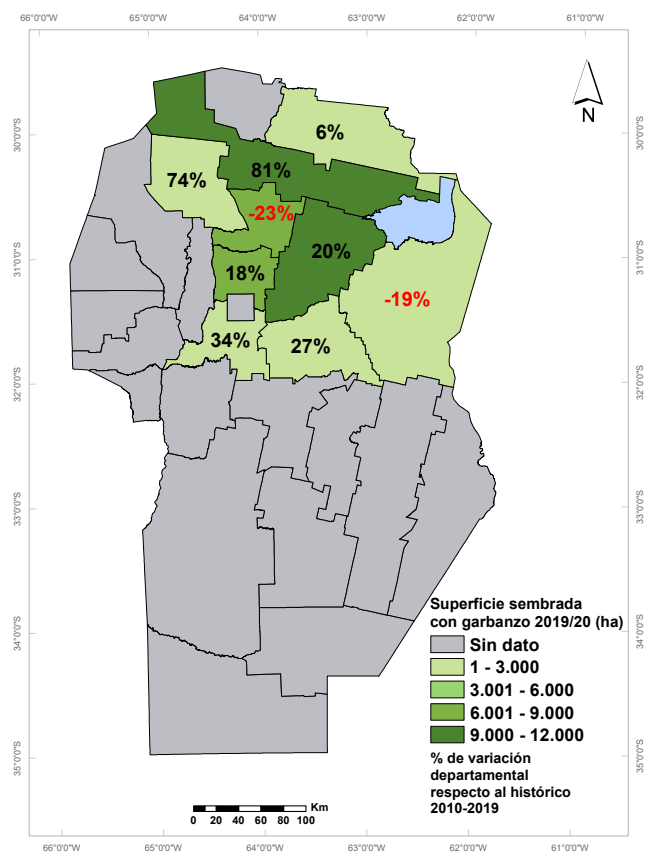 66°0'0"O 65°0'0"O 64°0'0"O 63°0'0"O 62°0'0"O 61°0'0"O
N
30°0'0"S 30°0'0"S
6%
81%
74%
-23%
20%
31°0'0"S 31°0'0"S
18%
-19%
34%
27%
32°0'0"S 32°0'0"S
33°0'0"S 33°0'0"S
Superficie sembrada
con garbanzo 2019/20 (ha)
34°0'0"S 34°0'0"S
Sin dato
1 - 3.000
3.001 - 6.000
6.001 - 9.000
9.000 - 12.000
35°0'0"S 35°0'0"S
% de variación
departamental
respecto al histórico
2010-2019
Km
0 20 40 60 80 100
66°0'0"O 65°0'0"O 64°0'0"O 63°0'0"O 62°0'0"O 61°0'0"O